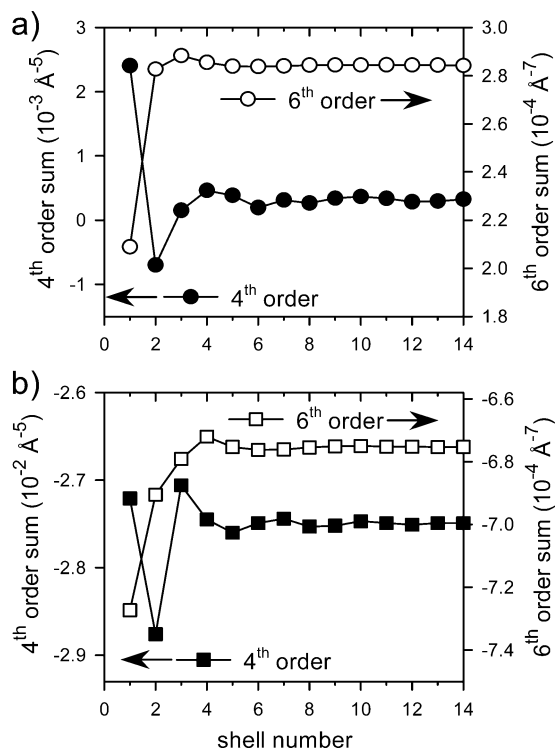 a)
3
2
1
0
-1
4th order sum (10-3 Å-5)
3.0
2.8
2.6
2.4
2.2
2.0
1.8
6th order sum (10-4 Å-7)
6th order
4th order
0 2 4 6 8 10 12 14
b)
-2.6
-2.7
-2.8
-2.9
4th order sum (10-2 Å-5)
-6.6
-6.8
-7.0
-7.2
-7.4
6th order sum (10-4 Å-7)
6th order
4th order
0 2 4 6 8 10 12 14
shell number